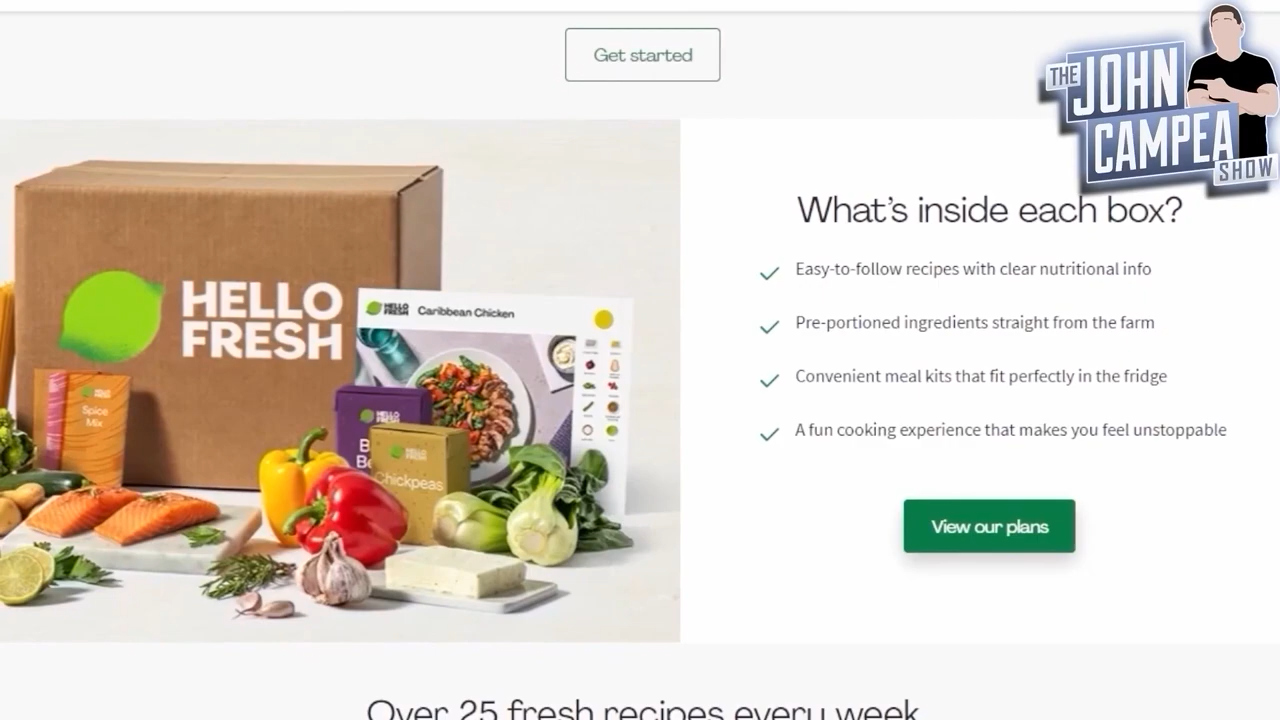 Get started
THE
JOHN
CAMPEA
SHOW
What's inside each box?
Easy-to-follow recipes with clear nutritional info
Pre-portioned ingredients straight from the farm
Convenient meal kits that fit perfectly in the fridge
A fun cooking experience that makes you feel unstoppable
View our plans
HELLO
FRESH
HELLO
FRESH
Caribbean Chicken
Spice
Mix
HELLO
FRESH
Chickpeas
Over 25 fresh recipes every week